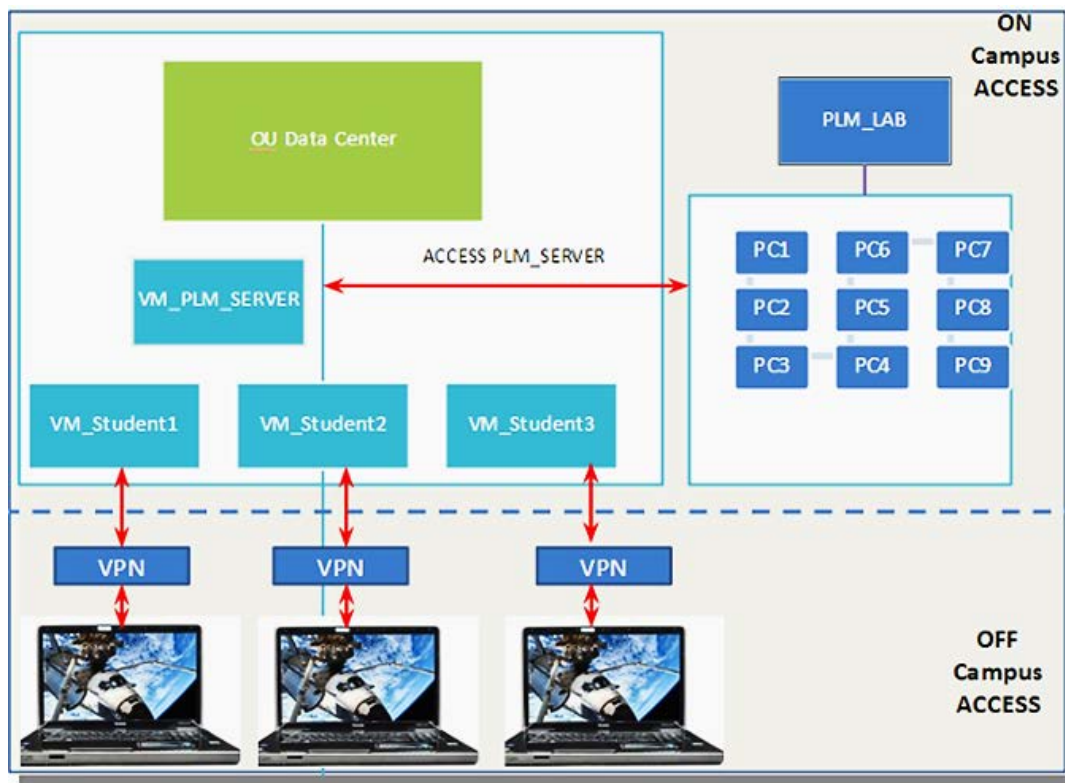 ON
Campus
ACCESS
OU Data Center
PLM_LAB
ACCESS PLM_SERVER
VM_PLM_SERVER
PC1
PC6
PC7
PC2
PC5
PC8
PC3
PC4
PC9
VM_Student1
VM_Student2
VM_Student3
VPN
VPN
VPN
OFF
Campus
ACCESS